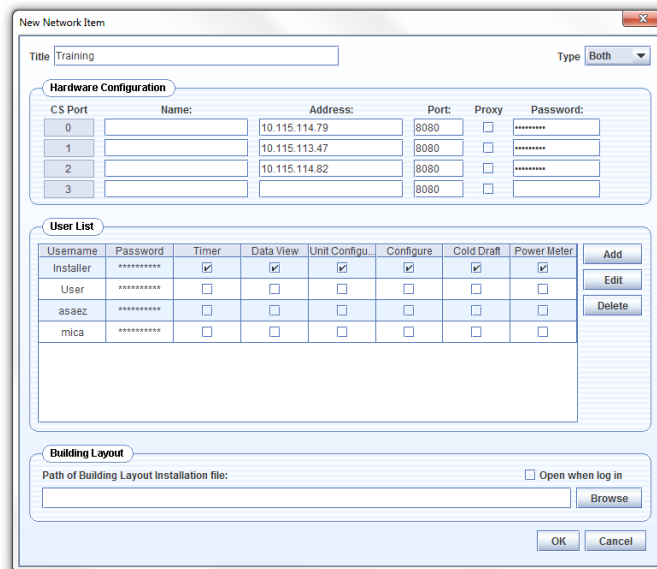 New Network Item
Title Training Type Both
Hardware Configuration
CS Port Name: Address: Port: Proxy Password:
0 10.115.114.79 8080 •••••••••
1 10.115.113.47 8080 •••••••••
2 10.115.114.82 8080 •••••••••
3 8080
User List
Username Password Timer Data View Unit Configu... Configure Cold Draft Power Meter
Installer **********
User **********
asaez **********
mica **********
Add
Edit
Delete
Building Layout
Path of Building Layout Installation file: Open when log in
Browse
OK Cancel